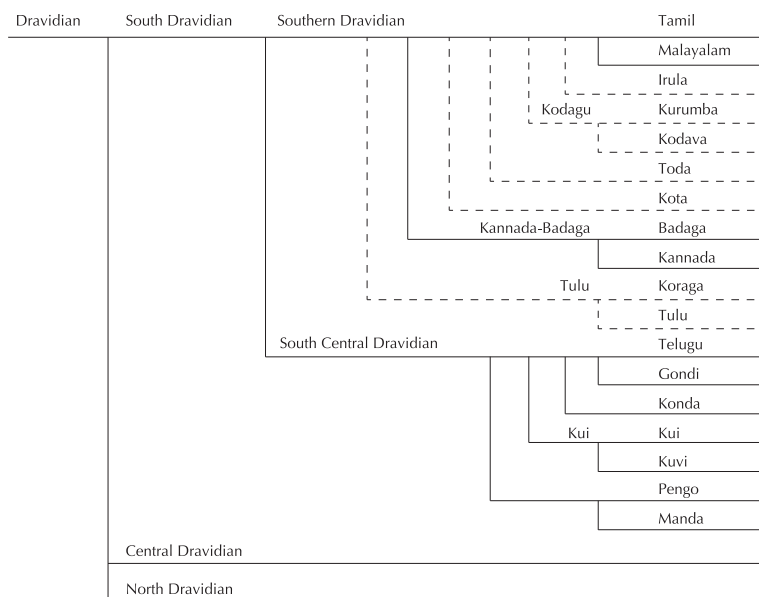 Dravidian South Dravidian Southern Dravidian Tamil
Malayalam
Irula
Kodagu Kurumba
Kodava
Toda
Kota
Kannada-Badaga Badaga
Kannada
Tulu Koraga
Tulu
South Central Dravidian Telugu
Gondi
Konda
Kui Kui
Kuvi
Pengo
Manda
Central Dravidian
North Dravidian